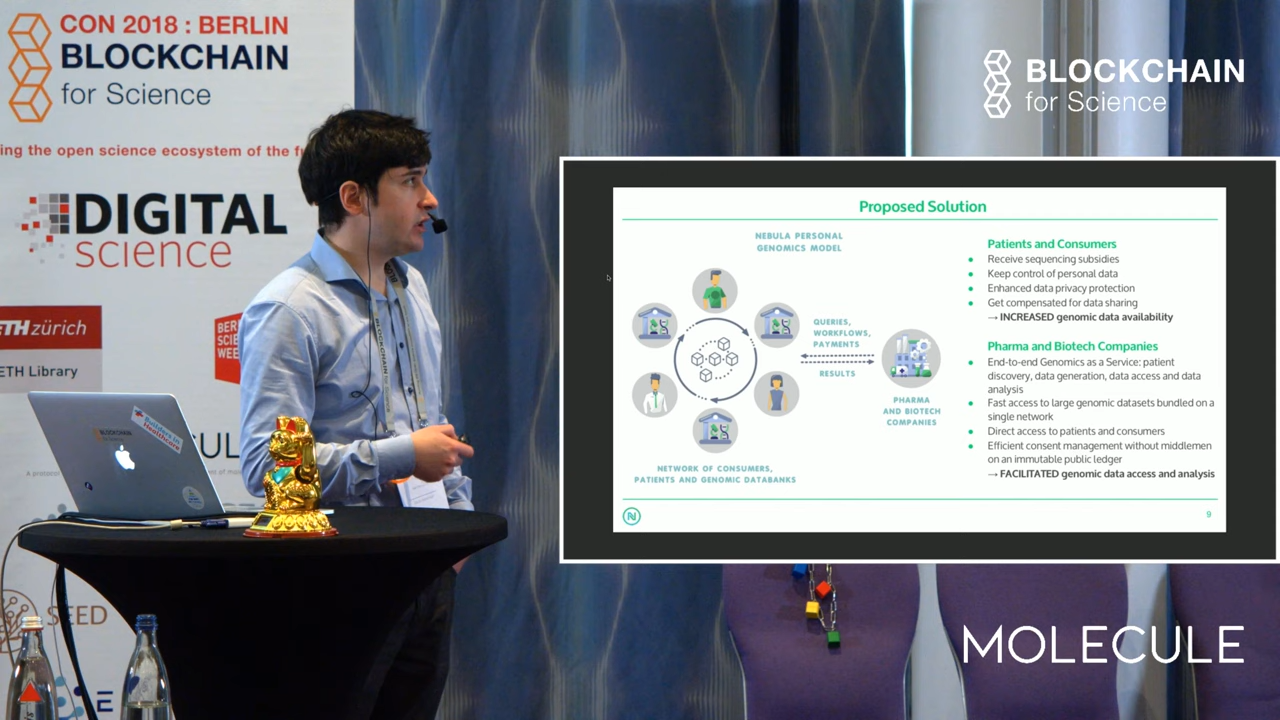 CON 2018 : BERLIN
BLOCKCHAIN
for Science
ing the open science ecosystem of the
DIGITAL
science
ETH zürich
ETH Library
BLOCKCHAIN
for Science
Proposed Solution
NEBULA PERSONAL
GENOMICS MODEL
QUERIES,
WORKFLOWS,
PAYMENTS
RESULTS
PHARMA
AND BIOTECH
COMPANIES
NETWORK OF CONSUMERS,
PATIENTS AND GENOMIC DATABANKS
Patients and Consumers
● Receive sequencing subsidies
● Keep control of personal data
● Enhanced data privacy protection
● Get compensated for data sharing
→ INCREASED genomic data availability
Pharma and Biotech Companies
● End-to-end Genomics as a Service: patient
discovery, data generation, data access and data
analysis
● Fast access to large genomic datasets bundled on a
single network
● Direct access to patients and consumers
● Efficient consent management without middlemen
on an immutable public ledger
→ FACILITATED genomic data access and analysis
N
9
Healthcare
SEED
MOLECULE